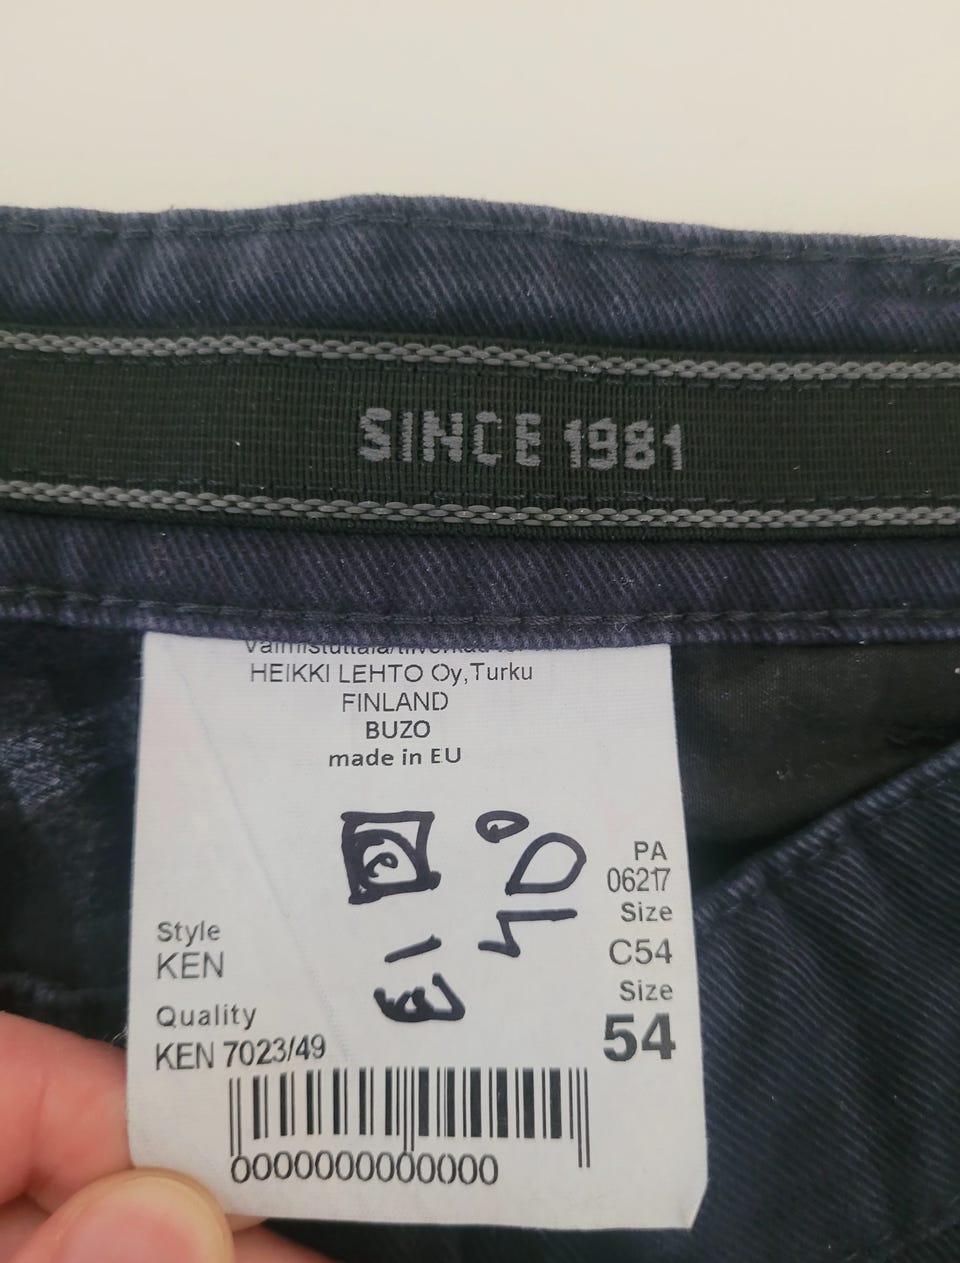 SINCE 1981
HEIKKI LEHTO Oy,Turku
FINLAND
BUZO
made in EU
PA
06217
Size
C54
Size
54
Style
KEN
Quality
KEN 7023/49
0000000000000